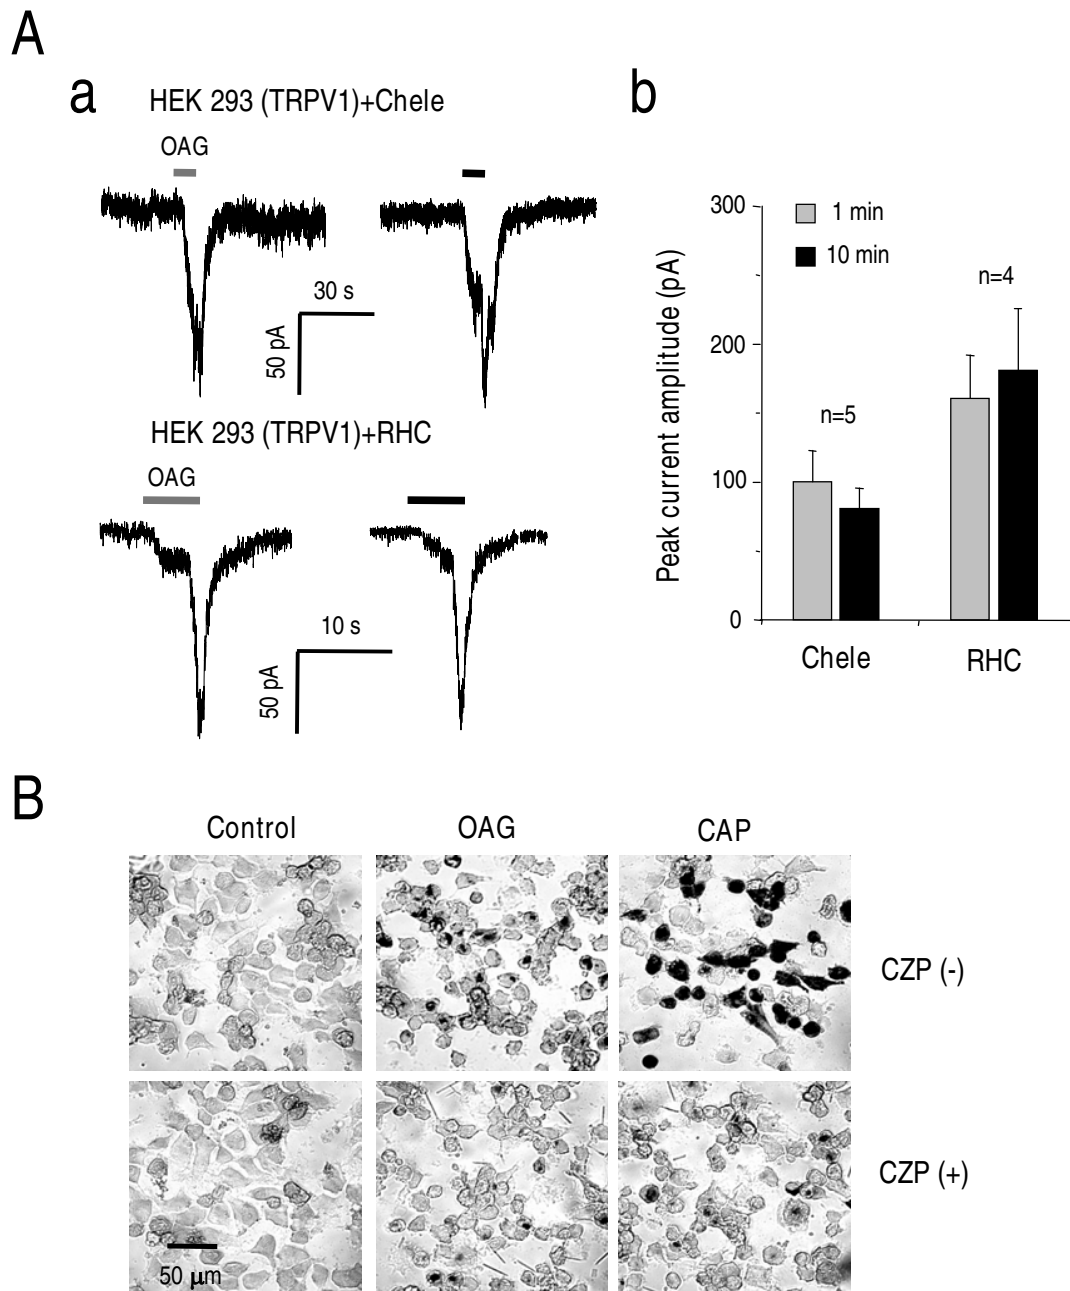 A
a
HEK 293 (TRPV1)+Chele
OAG
30 s
50 pA
HEK 293 (TRPV1)+RHC
OAG
10 s
50 pA
b
Peak current amplitude (pA)
300
200
100
0
1 min
10 min
n=5
n=4
Chele
RHC
B
Control
OAG
CAP
CZP (-)
CZP (+)
50 μm